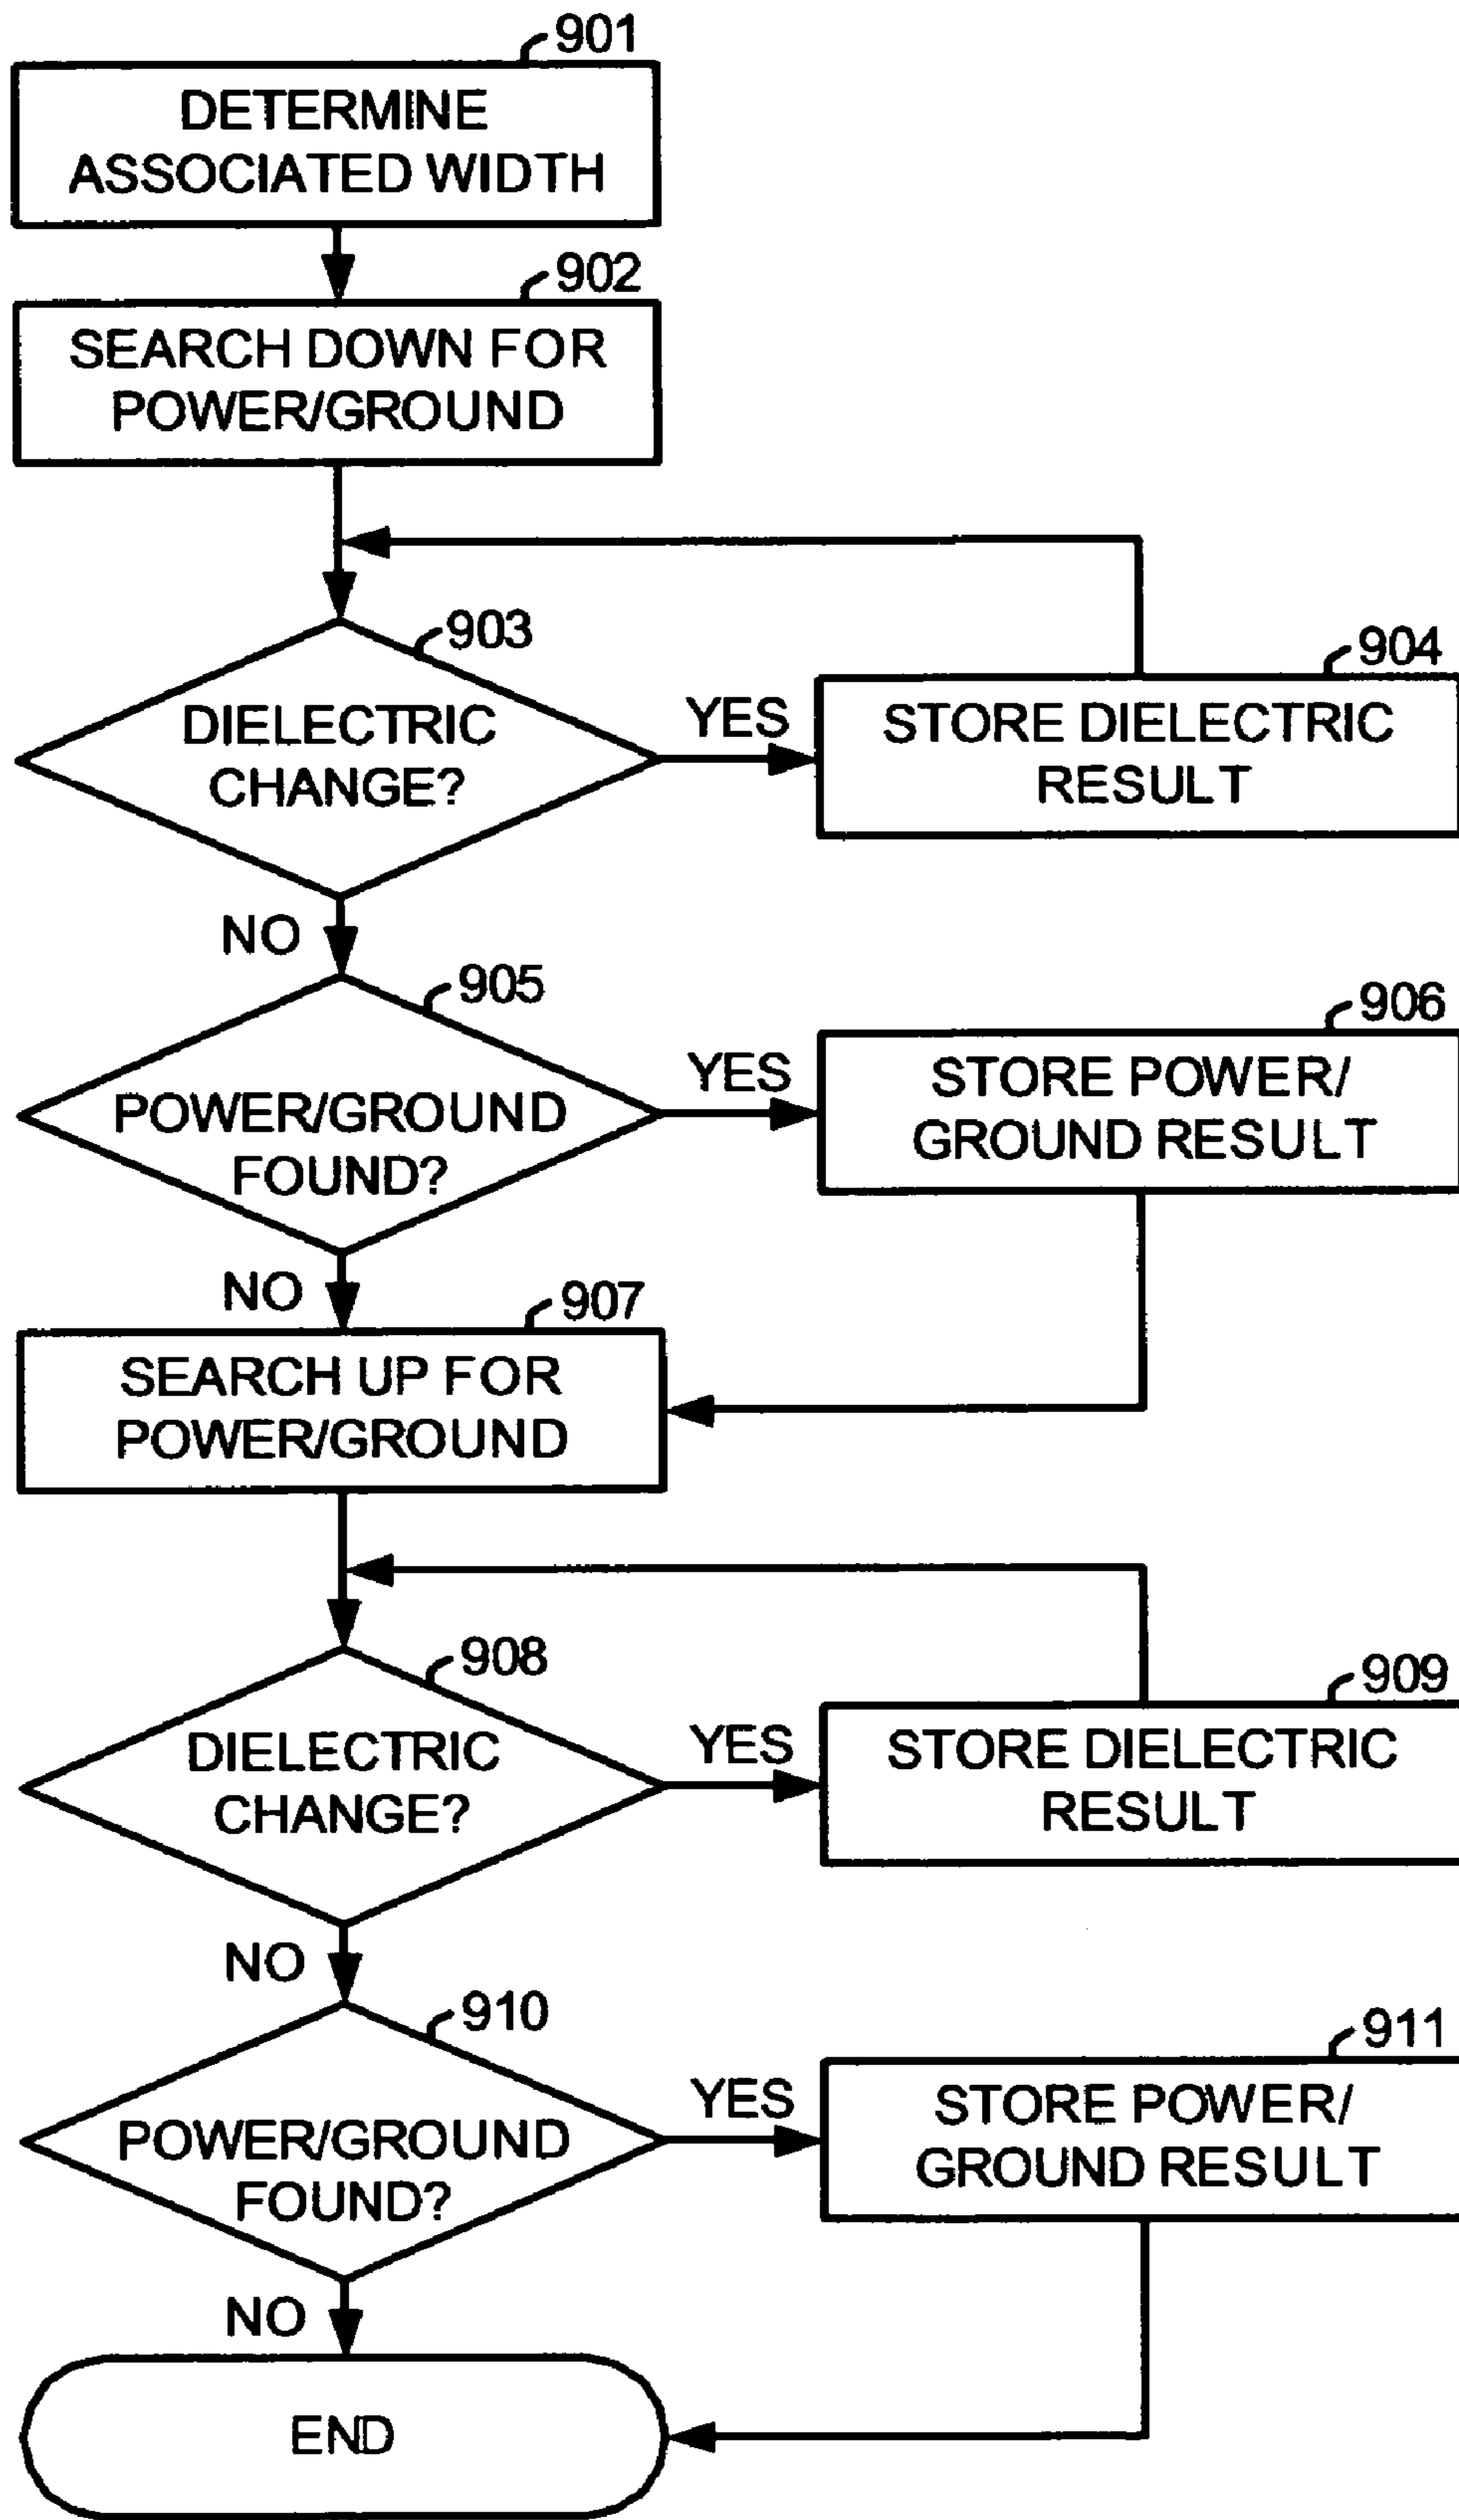 901
DETERMINE
ASSOCIATED WIDTH
902
SEARCH DOWN FOR
POWER/GROUND
903
DIELECTRIC
CHANGE?
YES
904
STORE DIELECTRIC
RESULT
NO
905
POWER/GROUND
FOUND?
YES
906
STORE POWER/
GROUND RESULT
NO
907
SEARCH UP FOR
POWER/GROUND
908
DIELECTRIC
CHANGE?
YES
909
STORE DIELECTRIC
RESULT
NO
910
POWER/GROUND
FOUND?
YES
911
STORE POWER/
GROUND RESULT
NO
END